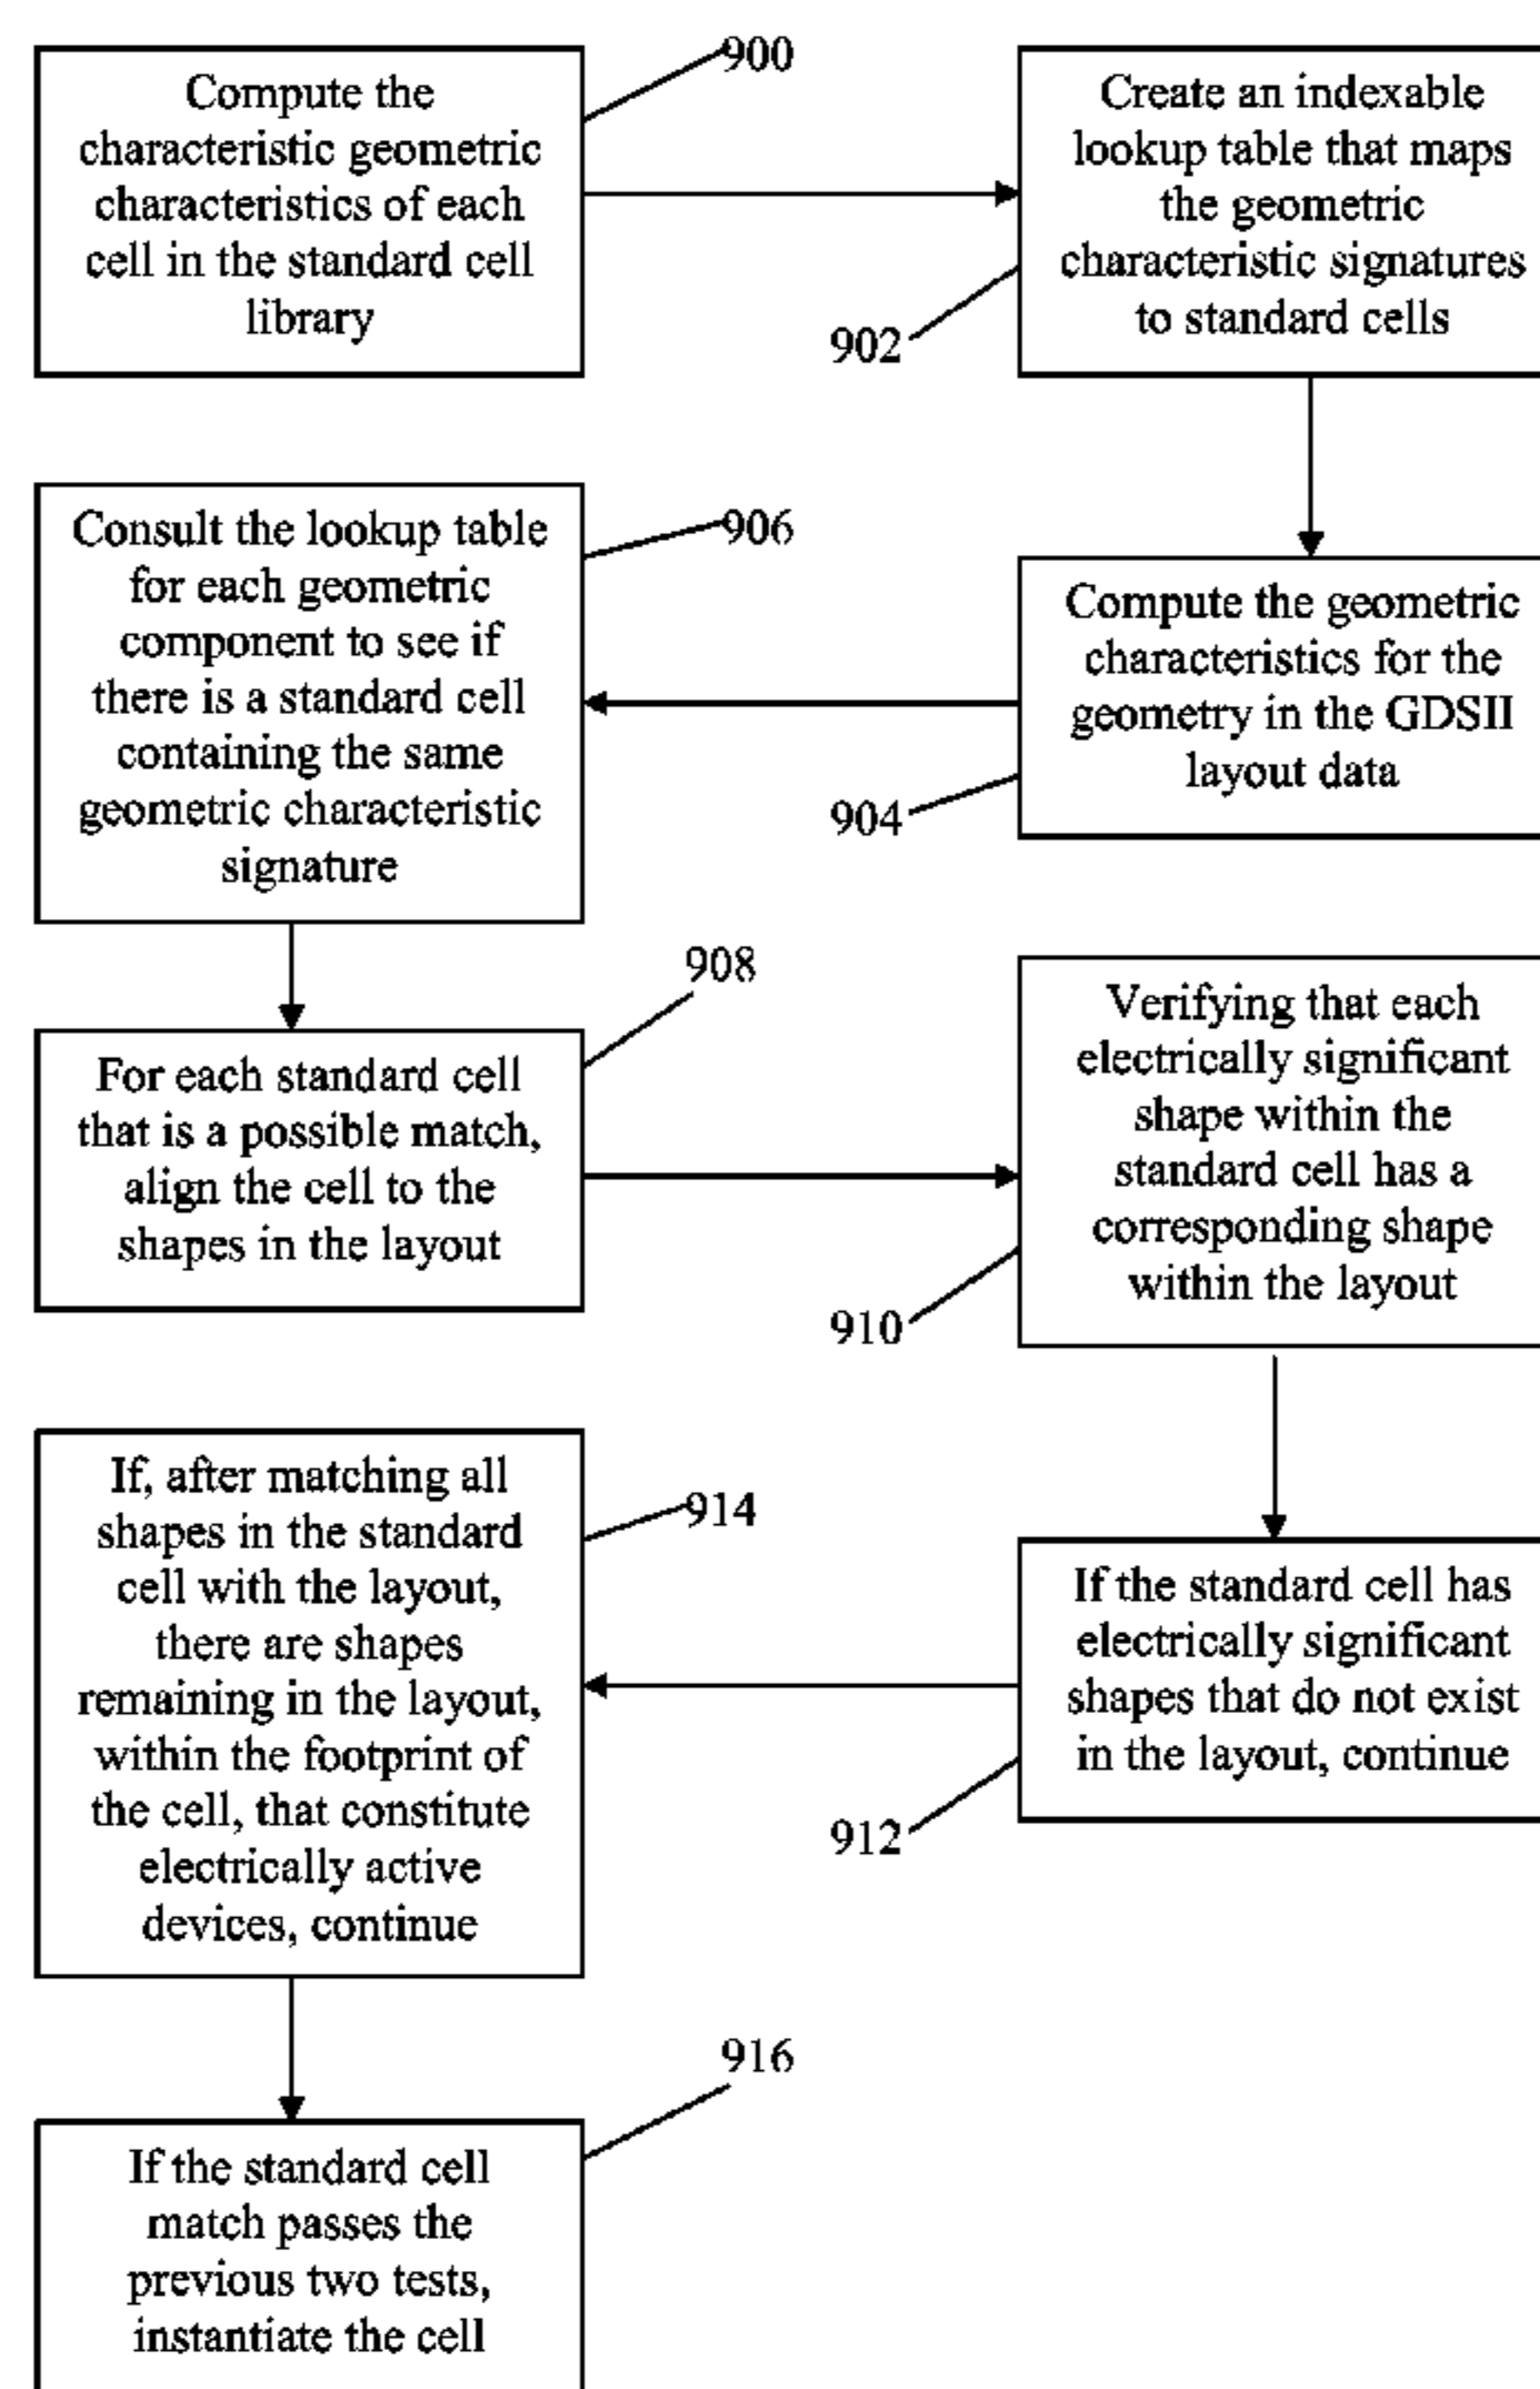 900
Compute the
characteristic geometric
characteristics of each
cell in the standard cell
library
Create an indexable
lookup table that maps
the geometric
characteristic signatures
to standard cells
902
Compute the geometric
characteristics for the
geometry in the GDSII
layout data
904
906
Consult the lookup table
for each geometric
component to see if
there is a standard cell
containing the same
geometric characteristic
signature
908
For each standard cell
that is a possible match,
align the cell to the
shapes in the layout
Verifying that each
electrically significant
shape within the
standard cell has a
corresponding shape
within the layout
910
If the standard cell has
electrically significant
shapes that do not exist
in the layout, continue
912
914
If, after matching all
shapes in the standard
cell with the layout,
there are shapes
remaining in the layout,
within the footprint of
the cell, that constitute
electrically active
devices, continue
916
If the standard cell
match passes the
previous two tests,
instantiate the cell